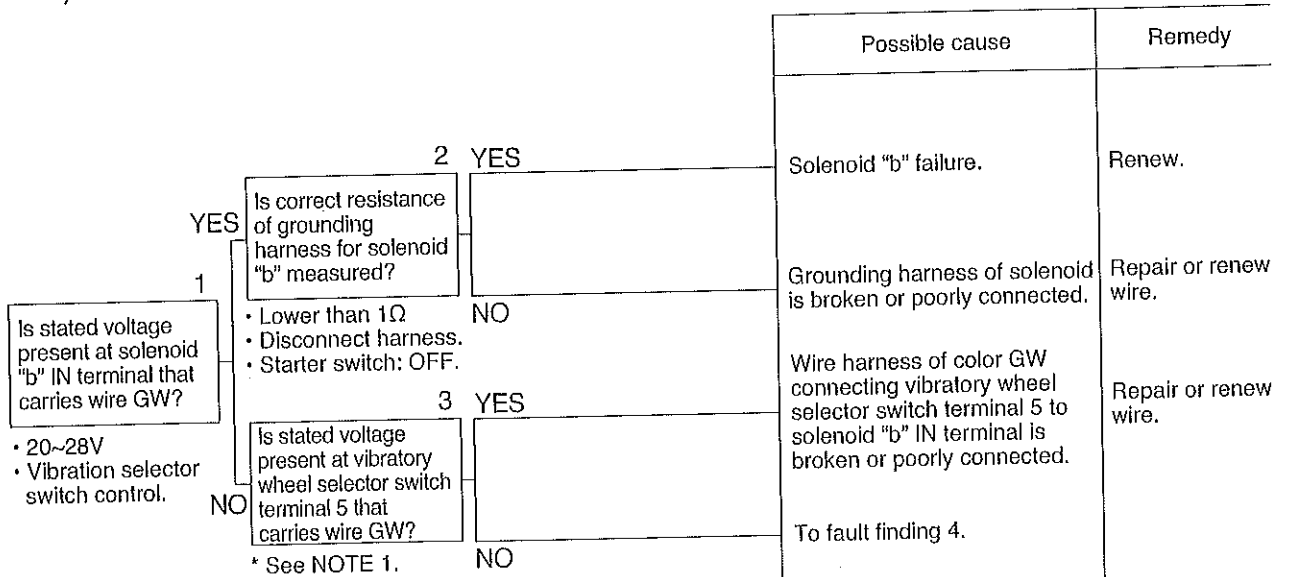 Possible cause
Remedy
2 YES
Solenoid "b" failure.
Renew.
YES
Is correct resistance
of grounding
harness for solenoid
"b" measured?
Grounding harness of solenoid
is broken or poorly connected.
Repair or renew
wire.
NO
• Lower than 1Ω
• Disconnect harness.
• Starter switch: OFF.
1
Is stated voltage
present at solenoid
"b" IN terminal that
carries wire GW?
• 20~28V
• Vibration selector
switch control.
3 YES
Wire harness of color GW
connecting vibratory wheel
selector switch terminal 5 to
solenoid "b" IN terminal is
broken or poorly connected.
Repair or renew
wire.
NO
Is stated voltage
present at vibratory
wheel selector switch
terminal 5 that
carries wire GW?
* See NOTE 1.
NO
To fault finding 4.